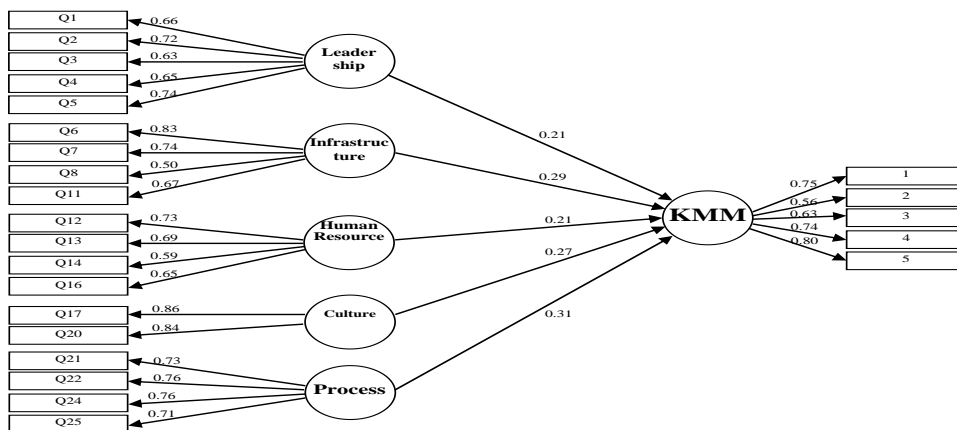 Q1
Q2
Q3
Q4
Q5
0.66
0.72
0.63
0.65
0.74
Leader
ship
0.21
Q6
Q7
Q8
Q11
0.83
0.74
0.50
0.67
Infrastruc
ture
0.29
Q12
Q13
Q14
Q16
0.73
0.69
0.59
0.65
Human
Resource
0.21
Q17
Q20
0.86
0.84
Culture
0.27
Q21
Q22
Q24
Q25
0.73
0.76
0.76
0.71
Process
0.31
KMM
0.75
0.56
0.63
0.74
0.80
1
2
3
4
5